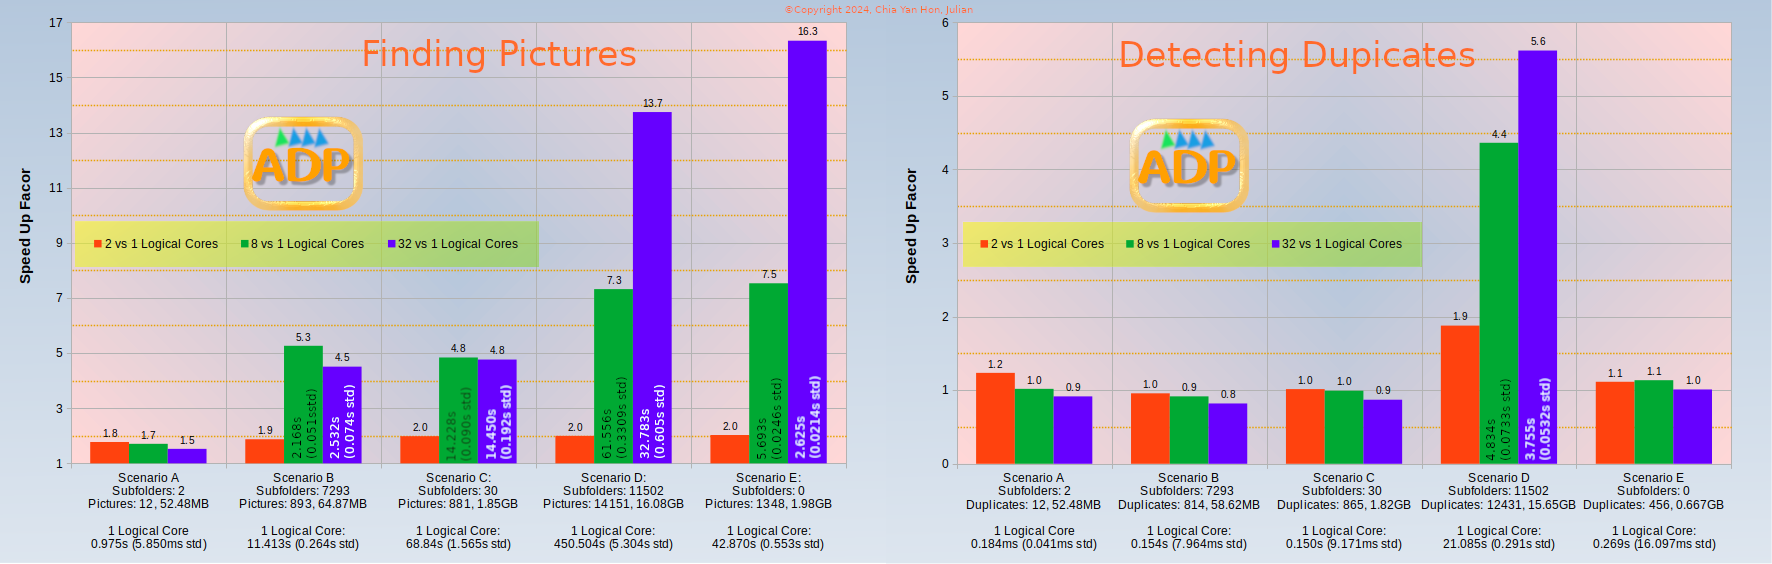 ©Copyright 2024, Chia Yan Hon, Julian
Finding Pictures
ADP
Speed Up Facor
17
15
13
11
9
7
5
3
1
2 vs 1 Logical Cores
8 vs 1 Logical Cores
32 vs 1 Logical Cores
1.8
1.7
1.5
1.9
5.3
4.5
2.0
4.8
4.8
2.0
7.3
13.7
2.0
7.5
16.3
2.168s
(0.051sstd)
2.532s
(0.074s std)
14.228s
(0.090s std)
14.450s
(0.192s std)
61.556s
(0.3309s std)
32.783s
(0.605s std)
5.693s
(0.0246s std)
2.625s
(0.0214s std)
Scenario A
Subfolders: 2
Pictures: 12, 52.48MB
1 Logical Core
0.975s (5.850ms std)
Scenario B
Subfolders: 7293
Pictures: 893, 64.87MB
1 Logical Core:
11.413s (0.264s std)
Scenario C:
Subfolders: 30
Pictures: 881, 1.85GB
1 Logical Core:
68.84s (1.565s std)
Scenario D:
Subfolders: 11502
Pictures: 14151, 16.08GB
1 Logical Core:
450.504s (5.304s std)
Scenario E:
Subfolders: 0
Pictures: 1348, 1.98GB
1 Logical Core:
42.870s (0.553s std)
Detecting Dupicates
ADP
Speed Up Facor
6
5
4
3
2
1
0
2 vs 1 Logical Cores
8 vs 1 Logical Cores
32 vs 1 Logical Cores
1.2
1.0
0.9
1.0
0.9
0.8
1.0
1.0
0.9
1.9
4.4
5.6
1.1
1.1
1.0
4.834s
(0.0733s std)
3.755s
(0.0532s std)
Scenario A
Subfolders: 2
Duplicates: 12, 52.48MB
1 Logical Core
0.184ms (0.041ms std)
Scenario B
Subfolders: 7293
Duplicates: 814, 58.62MB
1 Logical Core:
0.154s (7.964ms std)
Scenario C
Subfolders: 30
Duplicates: 865, 1.82GB
1 Logical Core:
0.150s (9.171ms std)
Scenario D
Subfolders: 11502
Duplicates: 12431, 15.65GB
1 Logical Core:
21.085s (0.291s std)
Scenario E
Subfolders: 0
Duplicates: 456, 0.667GB
1 Logical Core:
0.269s (16.097ms std)